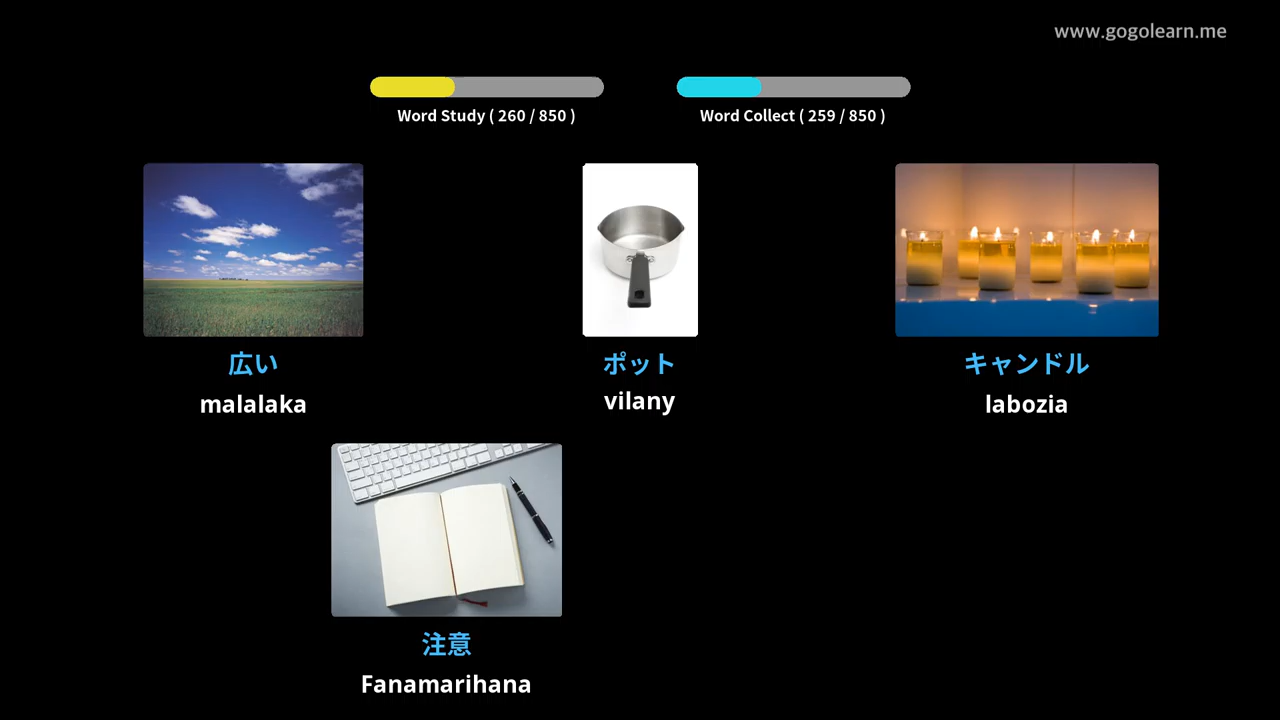 www.gogolearn.me
Word Study ( 260 / 850 )
Word Collect ( 259 / 850 )
広い
malalaka
ポット
vilany
キャンドル
labozia
注意
Fanamarihana